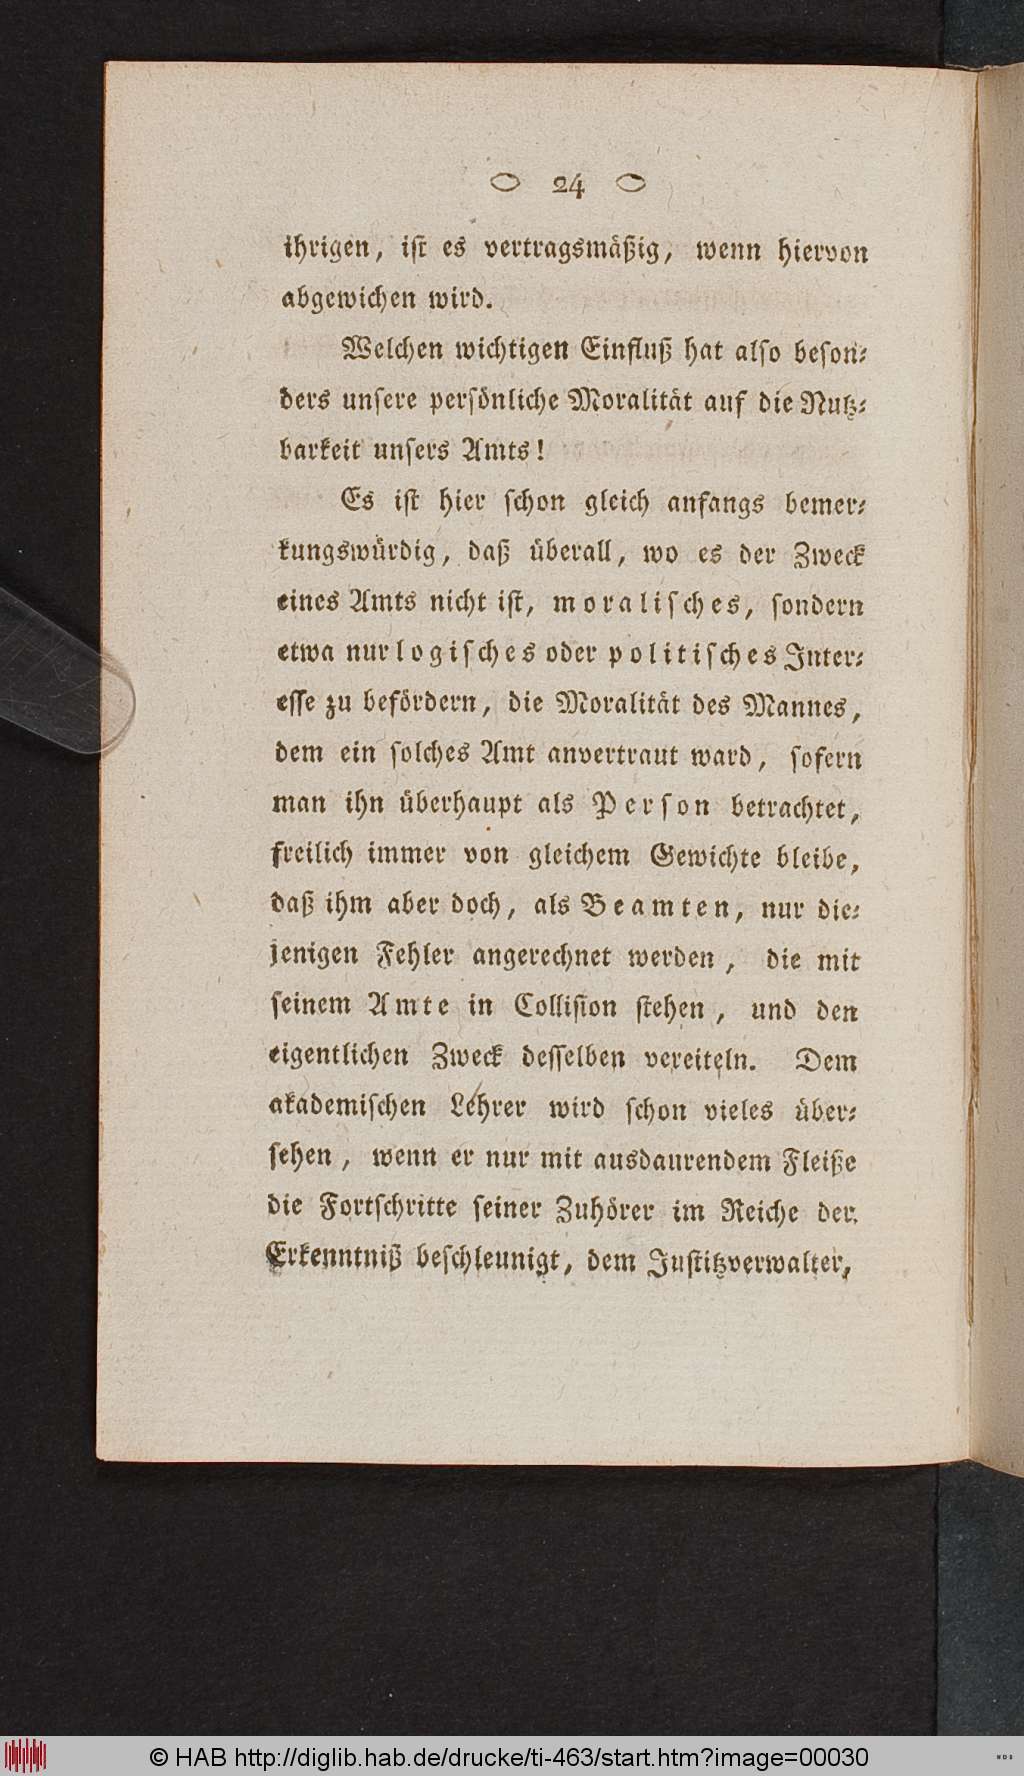 24
ihrigen, iſt es vertragsmäßig, wenn hiervon
abgewichen wird.
Welchen wichtigen Einfluß hat alſo beſon⸗
ders unſere perſönliche Moralität auf die Nutz⸗
barkeit unſers Amts!
Es iſt hier ſchon gleich anfangs bemer⸗
kungswürdig, daß überall, wo es der Zweck
eines Amts nicht iſt, moraliſches, ſondern
etwa nur logiſches oder politiſches Inter⸗
eſſe zu befördern, die Moralität des Mannes,
dem ein ſolches Amt anvertraut ward, ſofern
man ihn überhaupt als Perſon betrachtet,
freilich immer von gleichem Gewichte bleibe,
daß ihm aber doch, als Beamten, nur die⸗
jenigen Fehler angerechnet werden, die mit
ſeinem Amte in Colliſion ſtehen, und den
eigentlichen Zweck deſſelben vereiteln. Dem
akademiſchen Lehrer wird ſchon vieles über⸗
ſehen, wenn er nur mit ausdaurendem Fleiße
die Fortſchritte ſeiner Zuhörer im Reiche der
Erkenntniß beſchleunigt, dem Juſtitzverwalter,
© HAB http://diglib.hab.de/drucke/ti-463/start.htm?image=00030